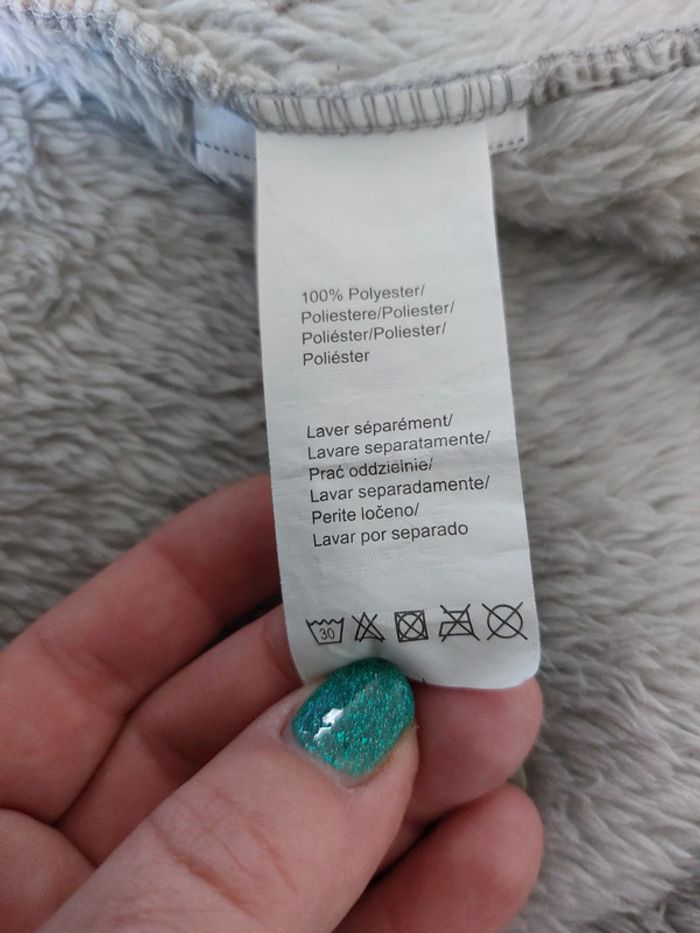 100% Polyester/
Poliestere/Poliester/
Poliéster/Poliester/
Poliéster
Laver séparément/
Lavare separatamente/
Prać oddzielnie/
Lavar separadamente/
Perite ločeno/
Lavar por separado
30